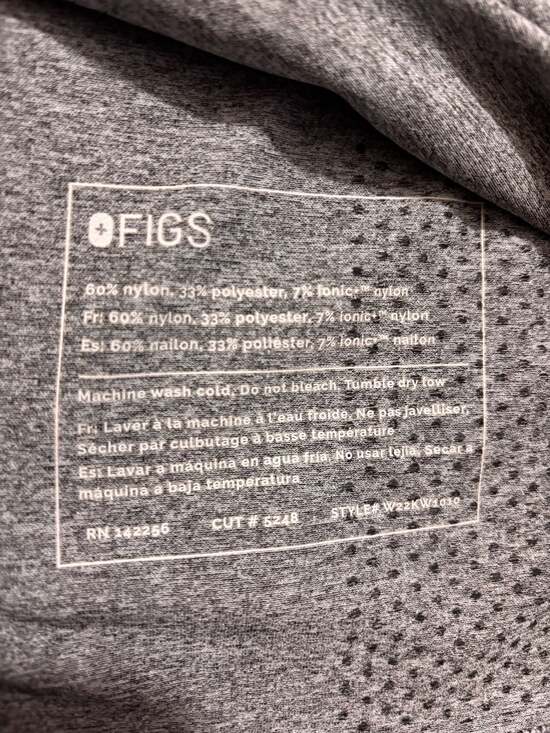 FIGS
60% nylon, 33% polyester, 7% Ionic+™ nylon
Fr: 60% nylon, 33% polyester, 7% Ionic+™ nylon
Es: 60% nailon, 33% poliéster, 7% Ionic+™ nailon
Machine wash cold, Do not bleach, Tumble dry low
Fr: Laver à la machine à l'eau froide, Ne pas javelliser,
Sécher par culbutage à basse température
Es: Lavar a máquina en agua fría, No usar lejía, Secar a
máquina a baja temperatura
RN 142256 CUT # 5248 STYLE# W22KW1010